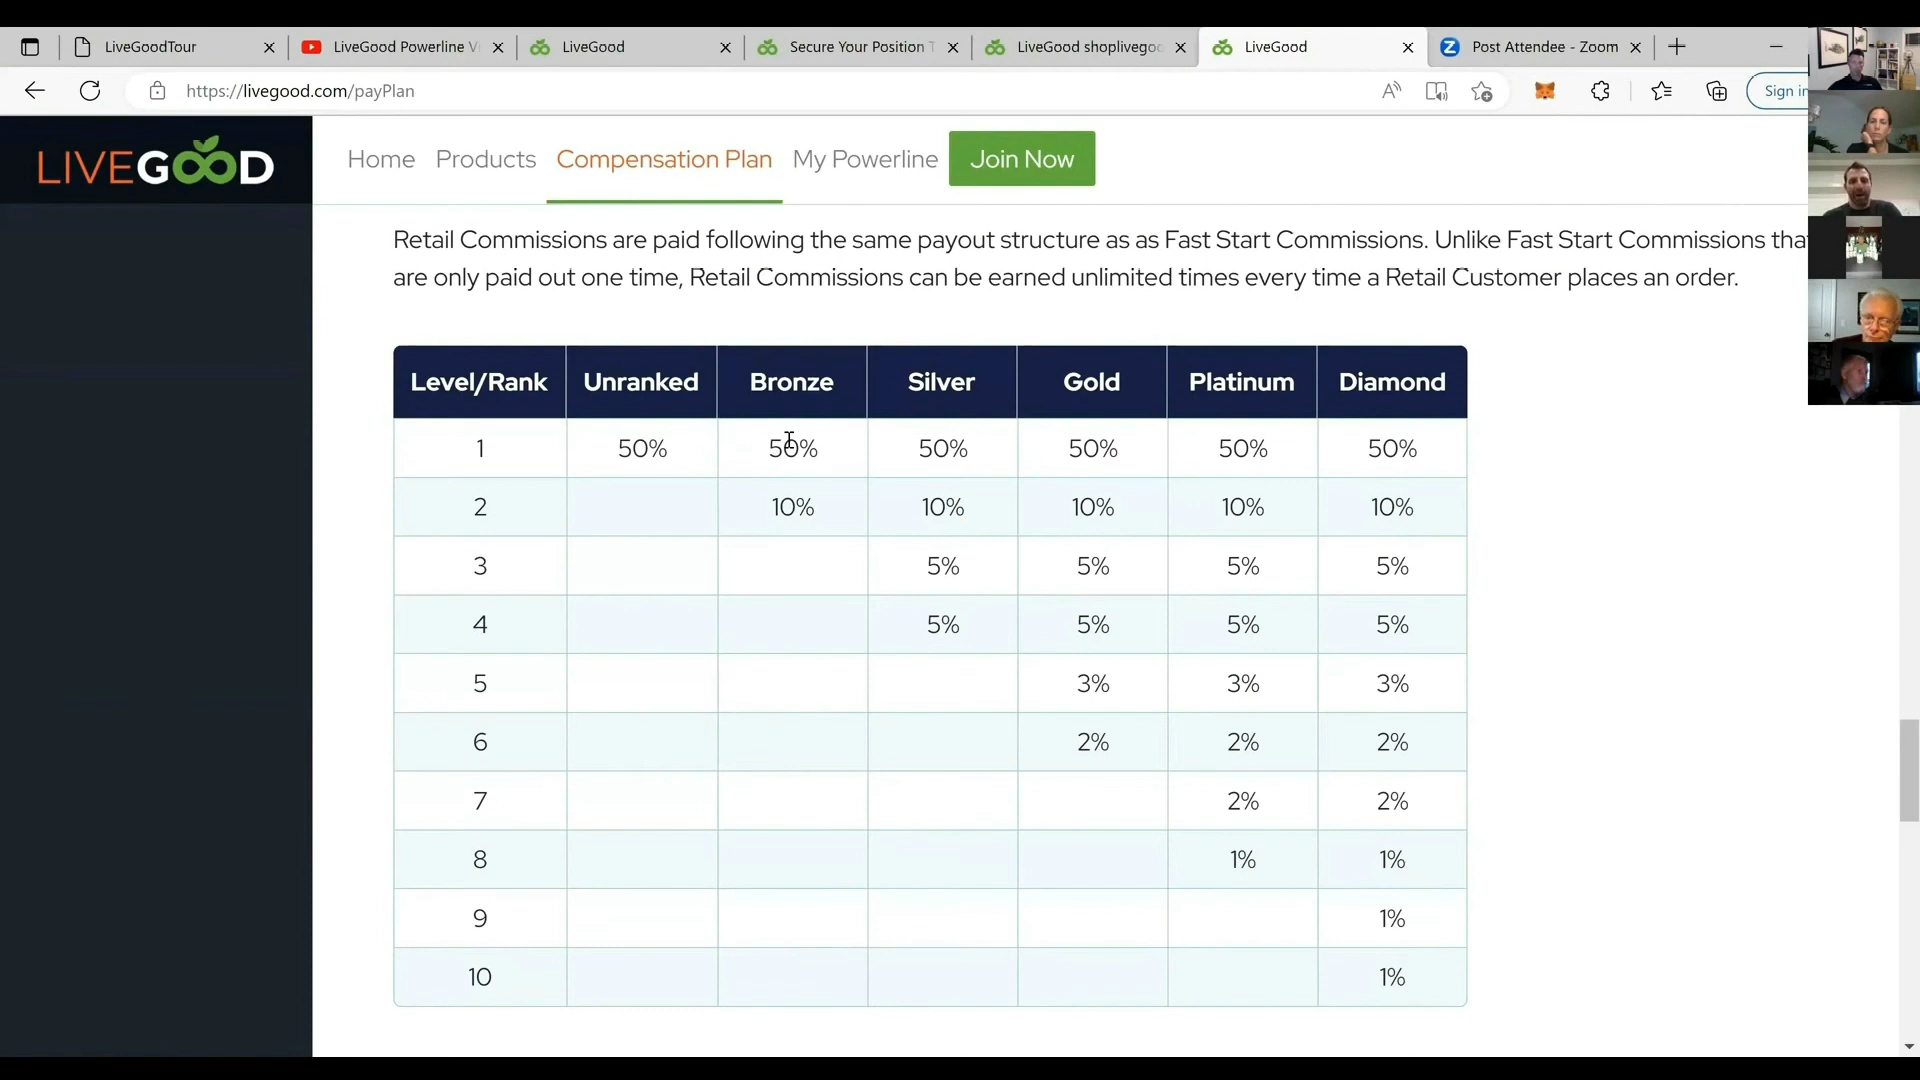 LiveGoodTour
LiveGood Powerline Vi
LiveGood
Secure Your Position T
LiveGood shoplivegoo
LiveGood
Post Attendee - Zoom
https://livegood.com/payPlan
Sign in
LIVEGOOD
Home Products Compensation Plan My Powerline Join Now
Retail Commissions are paid following the same payout structure as as Fast Start Commissions. Unlike Fast Start Commissions tha
are only paid out one time, Retail Commissions can be earned unlimited times every time a Retail Customer places an order.
Level/Rank Unranked Bronze Silver Gold Platinum Diamond
1 50% 50% 50% 50% 50% 50%
2 10% 10% 10% 10% 10%
3 5% 5% 5% 5%
4 5% 5% 5% 5%
5 3% 3% 3%
6 2% 2% 2%
7 2% 2%
8 1% 1%
9 1%
10 1%